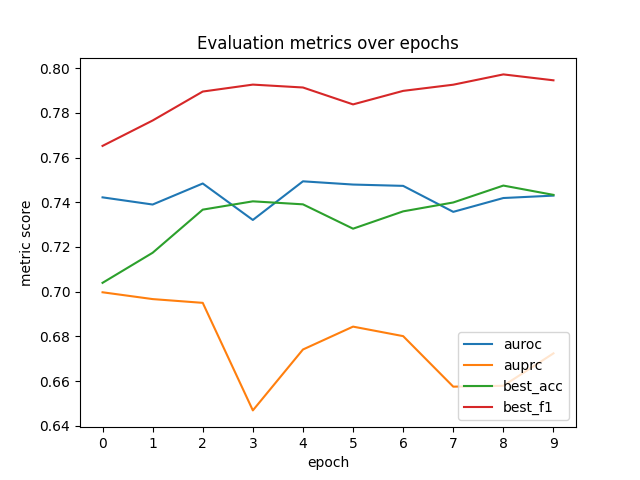 Evaluation metrics over epochs
metric score
0.80
0.78
0.76
0.74
0.72
0.70
0.68
0.66
0.64
auroc
auprc
best_acc
best_f1
0 1 2 3 4 5 6 7 8 9
epoch